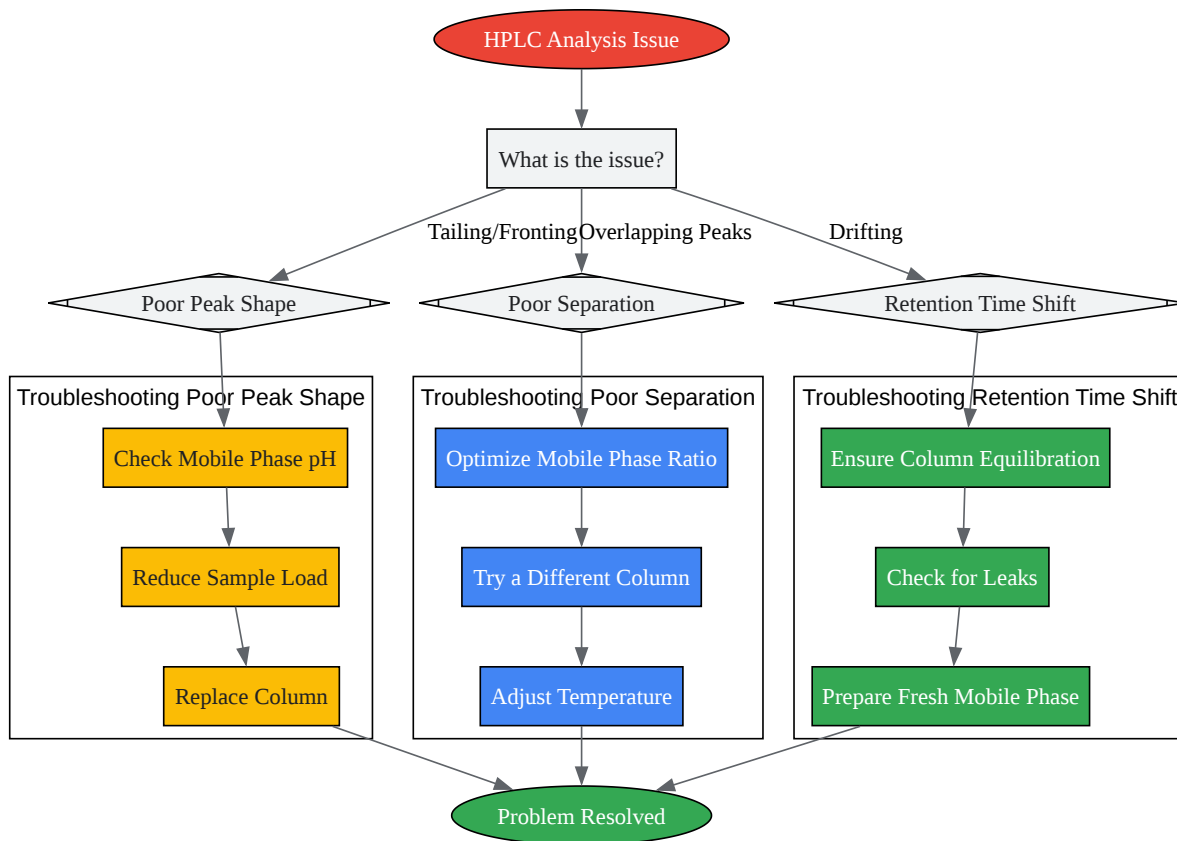 HPLC Analysis Issue
What is the issue?
Tailing/Fronting
Overlapping Peaks
Drifting
Poor Peak Shape
Poor Separation
Retention Time Shift
Troubleshooting Poor Peak Shape
Troubleshooting Poor Separation
Troubleshooting Retention Time Shift
Check Mobile Phase pH
Optimize Mobile Phase Ratio
Ensure Column Equilibration
Reduce Sample Load
Try a Different Column
Check for Leaks
Replace Column
Adjust Temperature
Prepare Fresh Mobile Phase
Problem Resolved